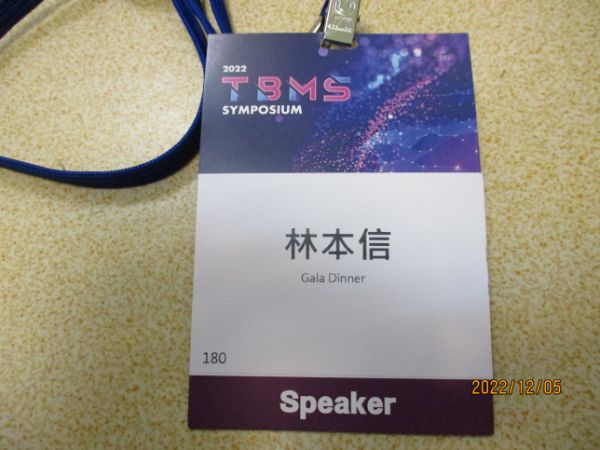 2022
TBMS
SYMPOSIUM
林本信
Gala Dinner
180
2022/12/05
Speaker